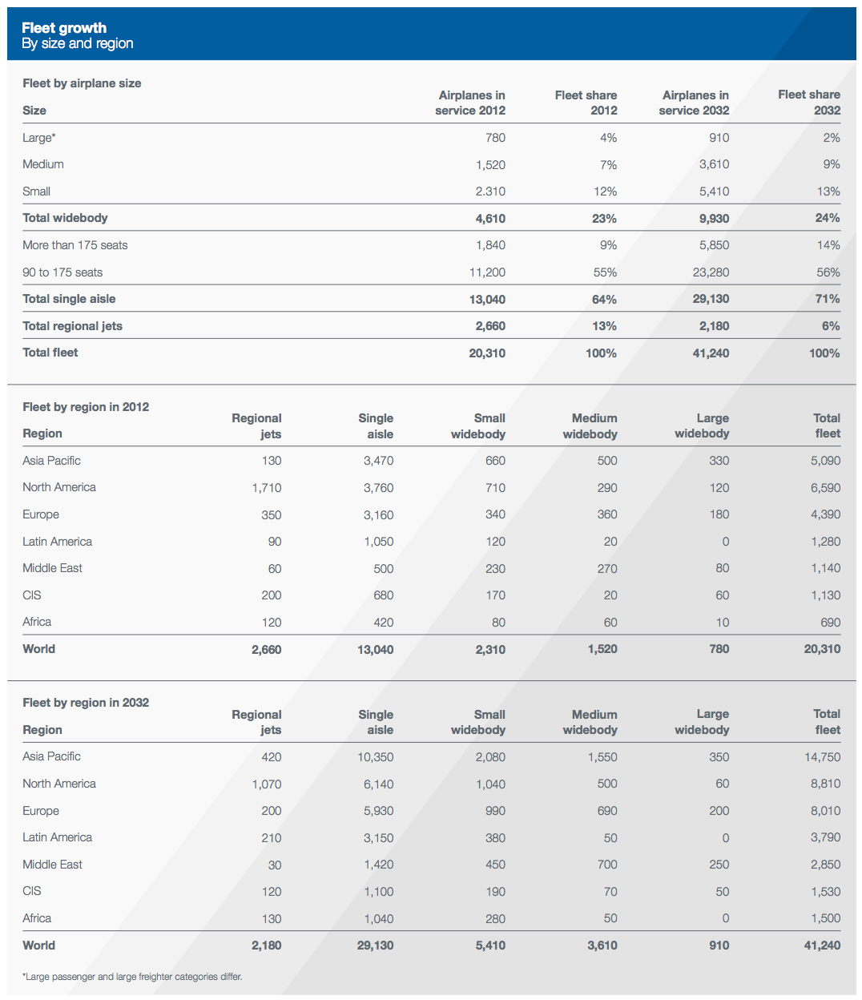 Fleet growth
By size and region
Fleet by airplane size
Size Airplanes in service 2012 Fleet share 2012 Airplanes in service 2032 Fleet share 2032
Large* 780 4% 910 2%
Medium 1,520 7% 3,610 9%
Small 2.310 12% 5,410 13%
Total widebody 4,610 23% 9,930 24%
More than 175 seats 1,840 9% 5,850 14%
90 to 175 seats 11,200 55% 23,280 56%
Total single aisle 13,040 64% 29,130 71%
Total regional jets 2,660 13% 2,180 6%
Total fleet 20,310 100% 41,240 100%
Fleet by region in 2012
Region Regional jets Single aisle Small widebody Medium widebody Large widebody Total fleet
Asia Pacific 130 3,470 660 500 330 5,090
North America 1,710 3,760 710 290 120 6,590
Europe 350 3,160 340 360 180 4,390
Latin America 90 1,050 120 20 0 1,280
Middle East 60 500 230 270 80 1,140
CIS 200 680 170 20 60 1,130
Africa 120 420 80 60 10 690
World 2,660 13,040 2,310 1,520 780 20,310
Fleet by region in 2032
Region Regional jets Single aisle Small widebody Medium widebody Large widebody Total fleet
Asia Pacific 420 10,350 2,080 1,550 350 14,750
North America 1,070 6,140 1,040 500 60 8,810
Europe 200 5,930 990 690 200 8,010
Latin America 210 3,150 380 50 0 3,790
Middle East 30 1,420 450 700 250 2,850
CIS 120 1,100 190 70 50 1,530
Africa 130 1,040 280 50 0 1,500
World 2,180 29,130 5,410 3,610 910 41,240
*Large passenger and large freighter categories differ.